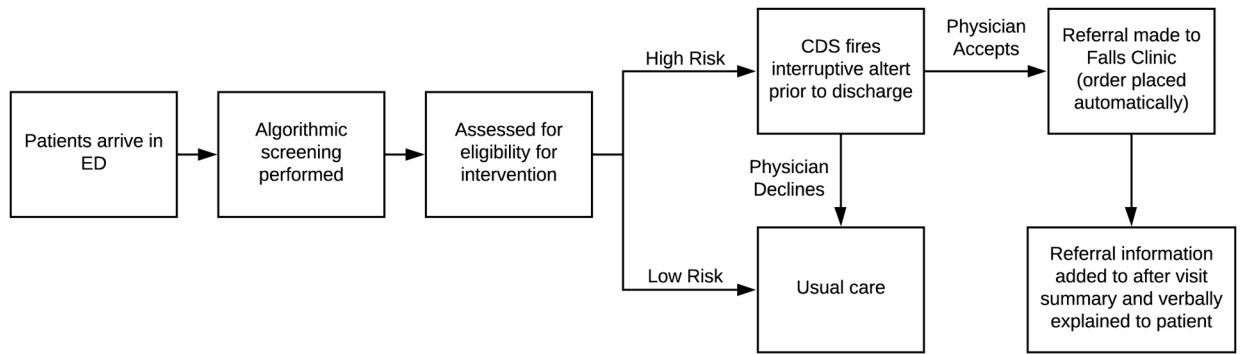 Patients arrive in
ED
Algorithmic
screening
performed
Assessed for
eligibility for
intervention
High Risk
Low Risk
CDS fires
interruptive altert
prior to discharge
Physician
Accepts
Physician
Declines
Usual care
Referral made to
Falls Clinic
(order placed
automatically)
Referral information
added to after visit
summary and verbally
explained to patient